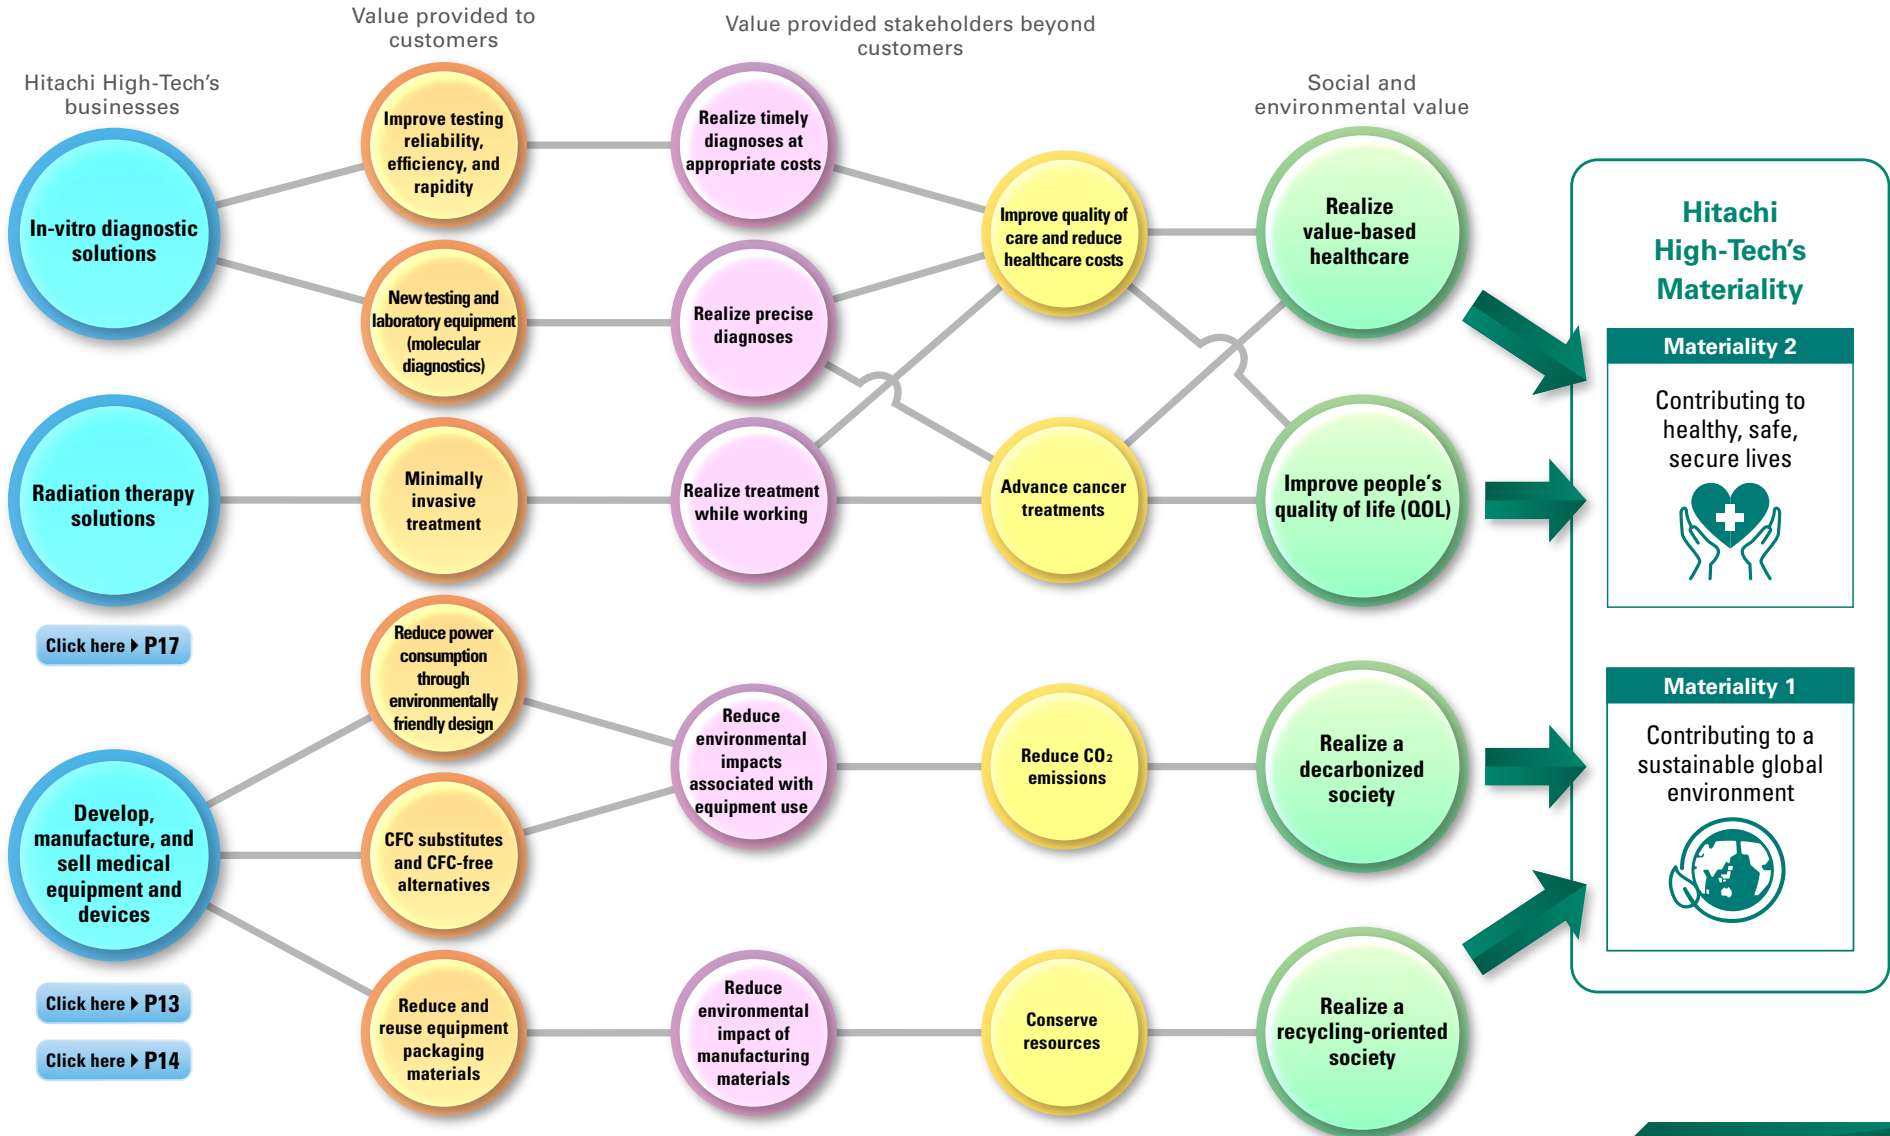 Value provided to
customers
Value provided stakeholders beyond
customers
Hitachi High-Tech's
businesses
Social and
environmental value
In-vitro diagnostic
solutions
Improve testing
reliability,
efficiency, and
rapidity
Realize timely
diagnoses at
appropriate costs
New testing and
laboratory equipment
(molecular
diagnostics)
Realize precise
diagnoses
Improve quality of
care and reduce
healthcare costs
Realize
value-based
healthcare
Radiation therapy
solutions
Click here ▶ P17
Minimally
invasive
treatment
Realize treatment
while working
Advance cancer
treatments
Improve people's
quality of life (QOL)
Develop,
manufacture, and
sell medical
equipment and
devices
Click here ▶ P13
Click here ▶ P14
Reduce power
consumption
through
environmentally
friendly design
CFC substitutes
and CFC-free
alternatives
Reduce
environmental
impacts
associated with
equipment use
Reduce CO₂
emissions
Realize a
decarbonized
society
Reduce and
reuse equipment
packaging
materials
Reduce
environmental
impact of
manufacturing
materials
Conserve
resources
Realize a
recycling-oriented
society
Hitachi
High-Tech's
Materiality
Materiality 2
Contributing to
healthy, safe,
secure lives
Materiality 1
Contributing to a
sustainable global
environment